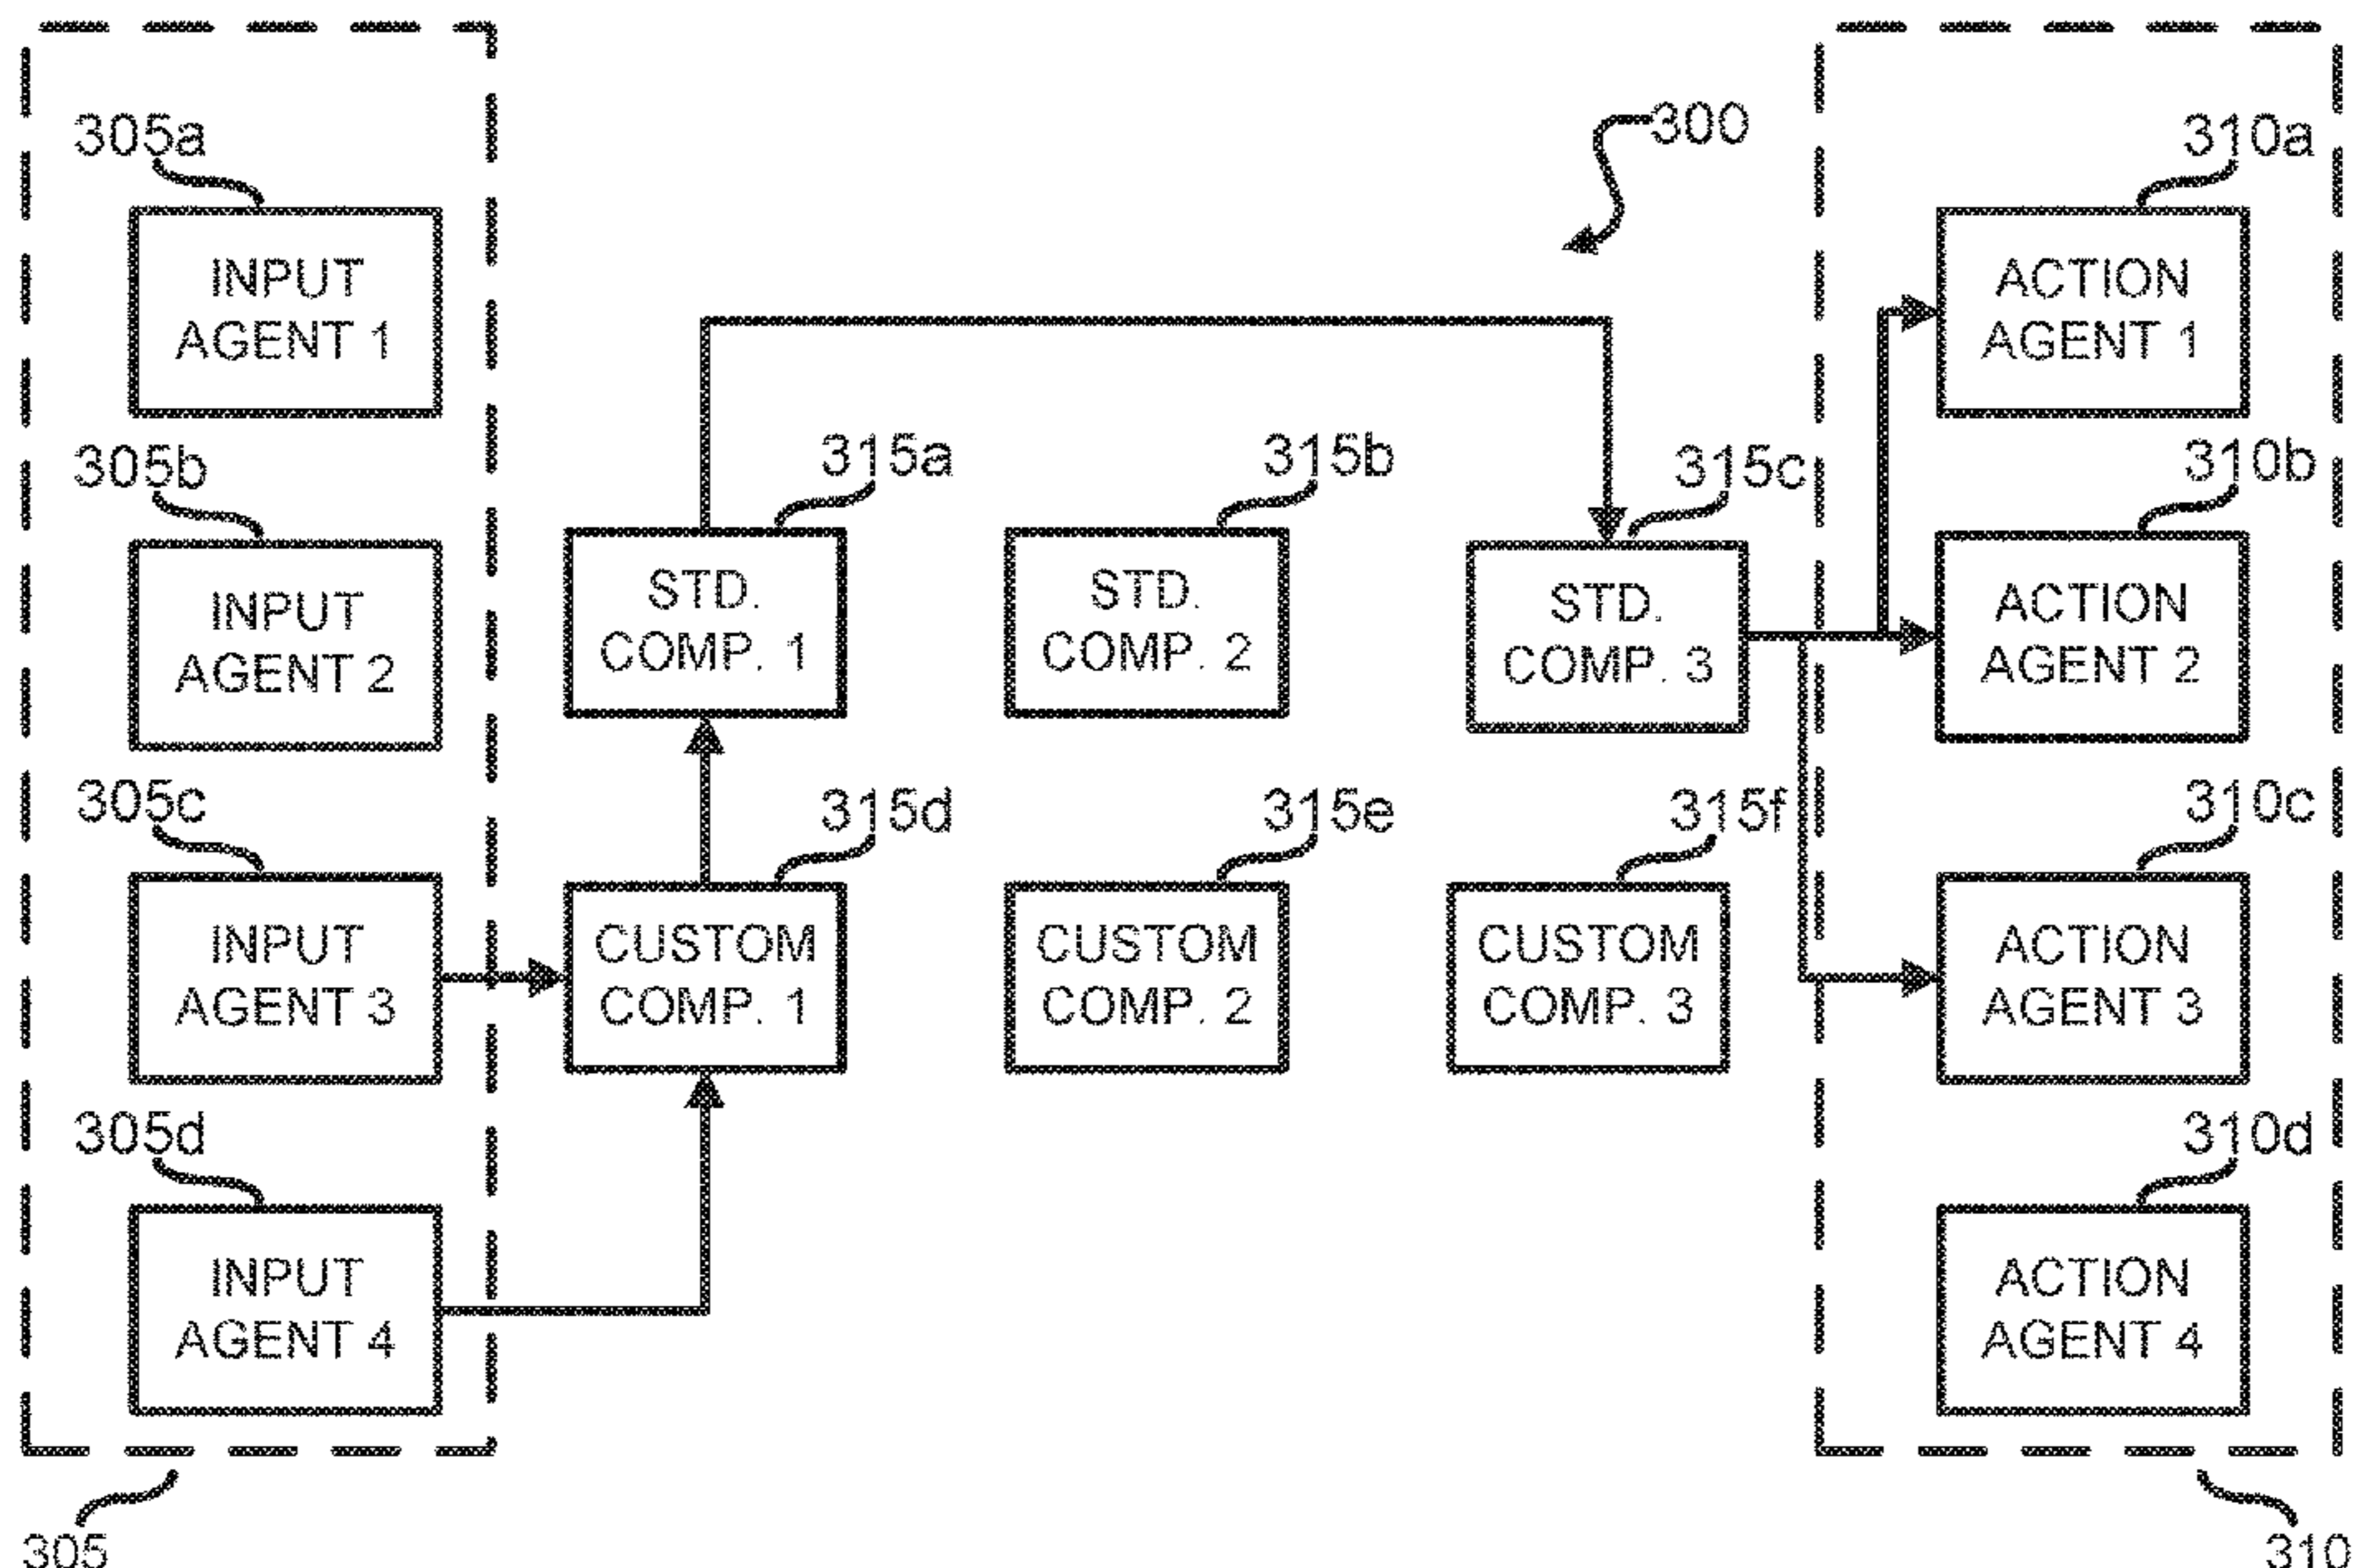 300
305a
INPUT
AGENT 1
305b
INPUT
AGENT 2
305c
INPUT
AGENT 3
305d
INPUT
AGENT 4
305
315a
STD.
COMP. 1
315b
STD.
COMP. 2
315c
STD.
COMP. 3
315d
CUSTOM
COMP. 1
315e
CUSTOM
COMP. 2
315f
CUSTOM
COMP. 3
310a
ACTION
AGENT 1
310b
ACTION
AGENT 2
310c
ACTION
AGENT 3
310d
ACTION
AGENT 4
310